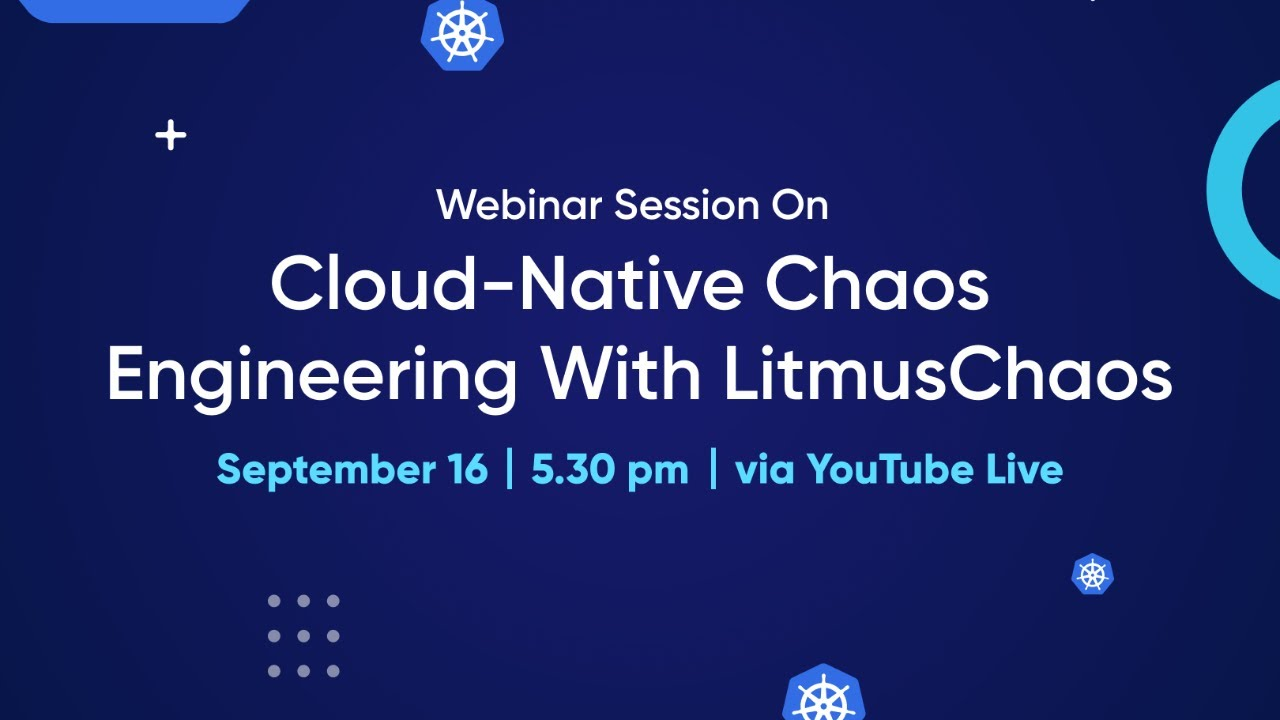 Webinar Session On
Cloud-Native Chaos
Engineering With LitmusChaos
September 16 | 5.30 pm | via YouTube Live